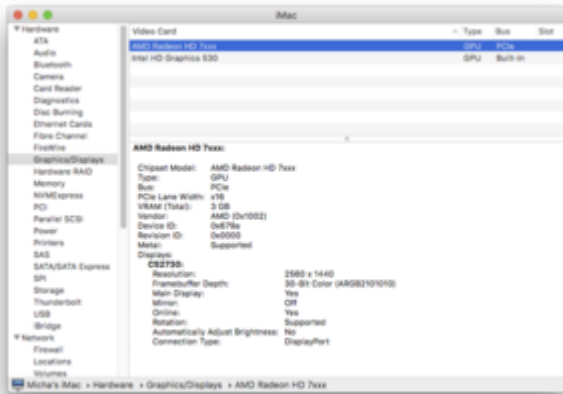 iMac
Hardware
ATA
Audio
Bluetooth
Camera
Card Reader
Diagnostics
Disc Burning
Ethernet Cards
Fibre Channel
FireWire
Graphics/Displays
Hardware RAID
Memory
NVMExpress
PCI
Parallel SCSI
Power
Printers
SAS
SATA/SATA Express
SPI
Storage
Thunderbolt
USB
iBridge
Network
Firewall
Locations
Volumes
Video Card Type Bus Slot
AMD Radeon HD 7xxx GPU PCIe
Intel HD Graphics 530 GPU Built-In
AMD Radeon HD 7xxx:
Chipset Model: AMD Radeon HD 7xxx
Type: GPU
Bus: PCIe
PCIe Lane Width: x16
VRAM (Total): 3 GB
Vendor: AMD (0x1002)
Device ID: 0x679a
Revision ID: 0x0000
Metal: Supported
Displays:
CS2730:
Resolution: 2560 x 1440
Framebuffer Depth: 30-Bit Color (ARGB2101010)
Main Display: Yes
Mirror: Off
Online: Yes
Rotation: Supported
Automatically Adjust Brightness: No
Connection Type: DisplayPort
Micha's iMac › Hardware › Graphics/Displays › AMD Radeon HD 7xxx